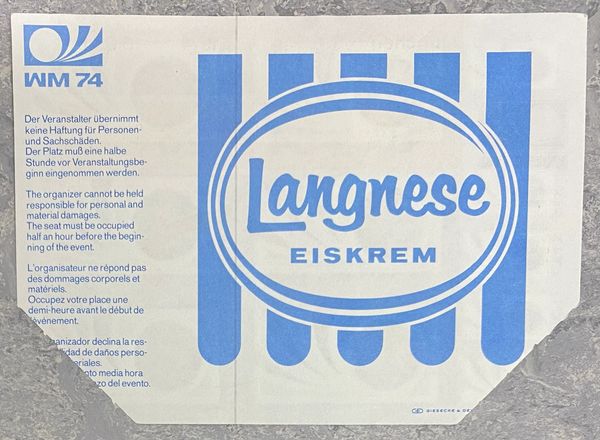 WM 74
Der Veranstalter übernimmt
keine Haftung für Personen-
und Sachschäden.
Der Platz muß eine halbe
Stunde vor Veranstaltungsbe-
ginn eingenommen werden.
The organizer cannot be held
responsible for personal and
material damages.
The seat must be occupied
half an hour before the begin-
ning of the event.
L'organisateur ne répond pas
des dommages corporels et
matériels.
Occupez votre place une
demi-heure avant le début de
l'événement.
anizador declina la res-
dad de daños perso-
eriales.
nto media hora
zo del evento.
Langnese
EISKREM
GIESECKE & DE